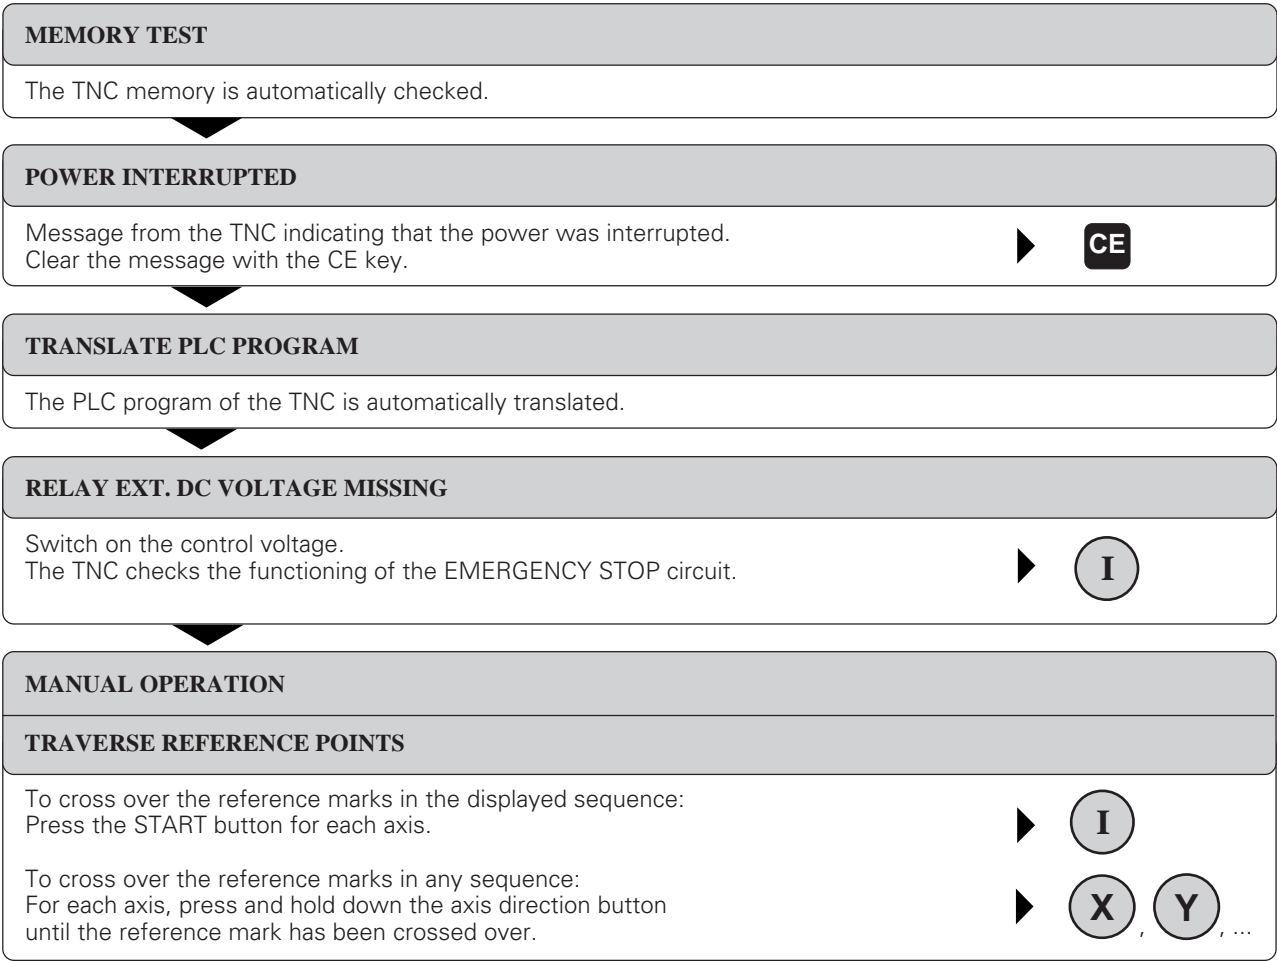 MEMORY TEST
The TNC memory is automatically checked.
POWER INTERRUPTED
Message from the TNC indicating that the power was interrupted.
Clear the message with the CE key.
CE
TRANSLATE PLC PROGRAM
The PLC program of the TNC is automatically translated.
RELAY EXT. DC VOLTAGE MISSING
Switch on the control voltage.
The TNC checks the functioning of the EMERGENCY STOP circuit.
I
MANUAL OPERATION
TRAVERSE REFERENCE POINTS
To cross over the reference marks in the displayed sequence:
Press the START button for each axis.
I
To cross over the reference marks in any sequence:
For each axis, press and hold down the axis direction button
until the reference mark has been crossed over.
X , Y , ...